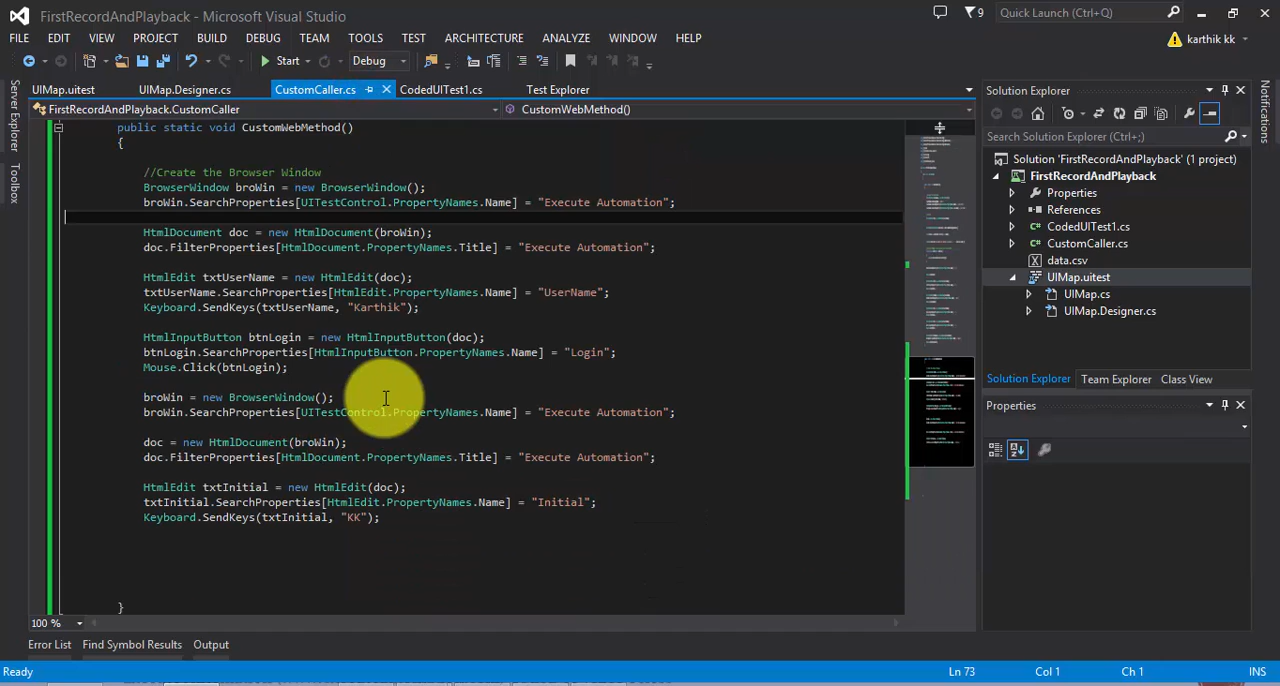 FirstRecordAndPlayback - Microsoft Visual Studio
9
Quick Launch (Ctrl+Q)
FILE EDIT VIEW PROJECT BUILD DEBUG TEAM TOOLS TEST ARCHITECTURE ANALYZE WINDOW HELP
karthik kk
Start Debug
Server Explorer
Toolbox
Notifications
UIMap.uitest UIMap.Designer.cs CustomCaller.cs CodedUITest1.cs Test Explorer
FirstRecordAndPlayback.CustomCaller CustomWebMethod()
public static void CustomWebMethod()
{
//Create the Browser Window
BrowserWindow broWin = new BrowserWindow();
broWin.SearchProperties[UITestControl.PropertyNames.Name] = "Execute Automation";
HtmlDocument doc = new HtmlDocument(broWin);
doc.FilterProperties[HtmlDocument.PropertyNames.Title] = "Execute Automation";
HtmlEdit txtUserName = new HtmlEdit(doc);
txtUserName.SearchProperties[HtmlEdit.PropertyNames.Name] = "UserName";
Keyboard.SendKeys(txtUserName, "Karthik");
HtmlInputButton btnLogin = new HtmlInputButton(doc);
btnLogin.SearchProperties[HtmlInputButton.PropertyNames.Name] = "Login";
Mouse.Click(btnLogin);
broWin = new BrowserWindow();
broWin.SearchProperties[UITestControl.PropertyNames.Name] = "Execute Automation";
doc = new HtmlDocument(broWin);
doc.FilterProperties[HtmlDocument.PropertyNames.Title] = "Execute Automation";
HtmlEdit txtInitial = new HtmlEdit(doc);
txtInitial.SearchProperties[HtmlEdit.PropertyNames.Name] = "Initial";
Keyboard.SendKeys(txtInitial, "KK");
}
100 %
Solution Explorer
Search Solution Explorer (Ctrl+;)
Solution 'FirstRecordAndPlayback' (1 project)
FirstRecordAndPlayback
Properties
References
CodedUITest1.cs
CustomCaller.cs
data.csv
UIMap.uitest
UIMap.cs
UIMap.Designer.cs
Solution Explorer Team Explorer Class View
Properties
Error List Find Symbol Results Output
Ready Ln 73 Col 1 Ch 1 INS